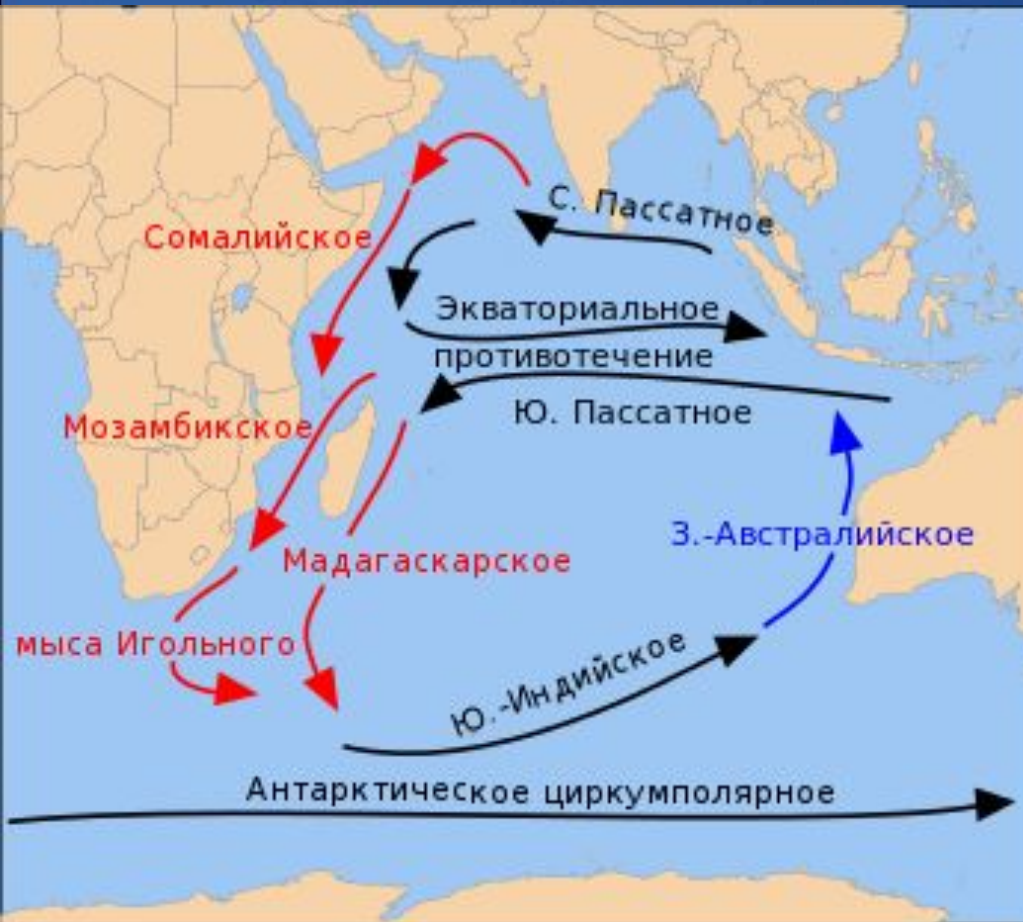 С. Пассатное
Сомалийское
Экваториальное
противотечение
Ю. Пассатное
Мозамбикское
З.-Австралийское
Мадагаскарское
мыса Игольного
Ю.-Индийское
Антарктическое циркумполярное